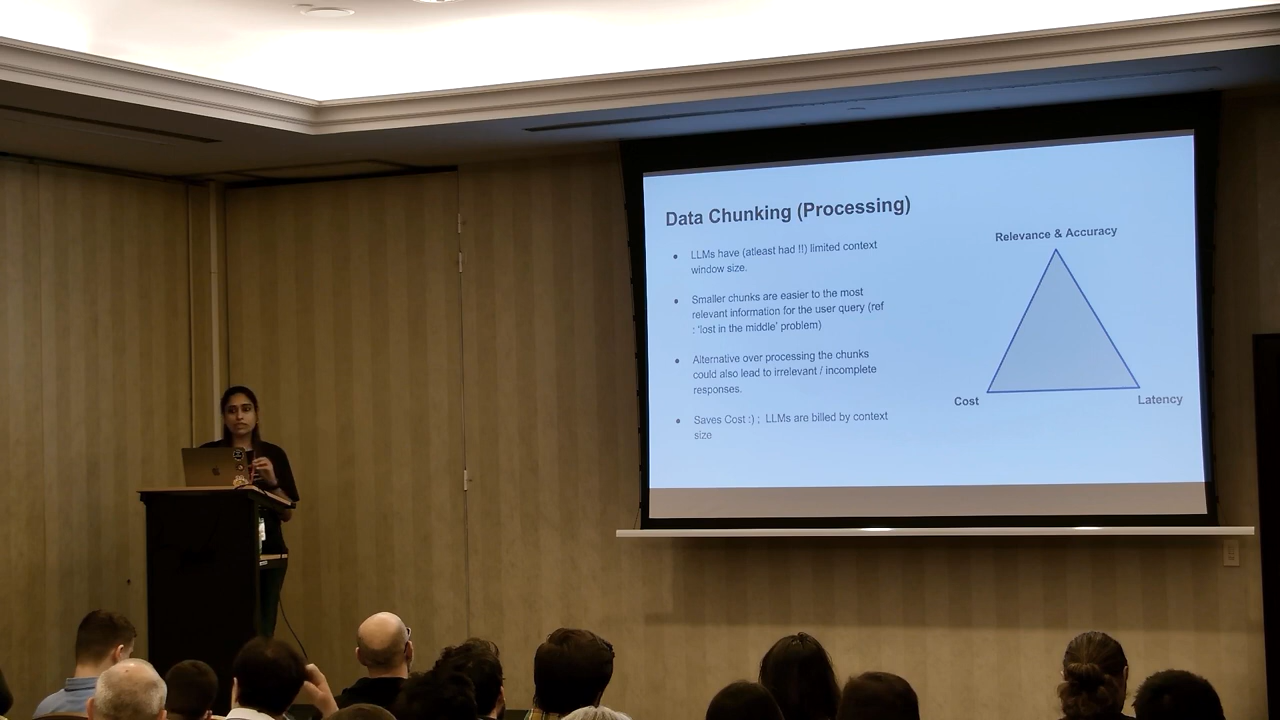 Data Chunking (Processing)
LLMs have (atleast had !!) limited context
window size.
Smaller chunks are easier to the most
relevant information for the user query (ref
: 'lost in the middle' problem)
Alternative over processing the chunks
could also lead to irrelevant / incomplete
responses.
Saves Cost :) ; LLMs are billed by context
size
Relevance & Accuracy
Cost
Latency